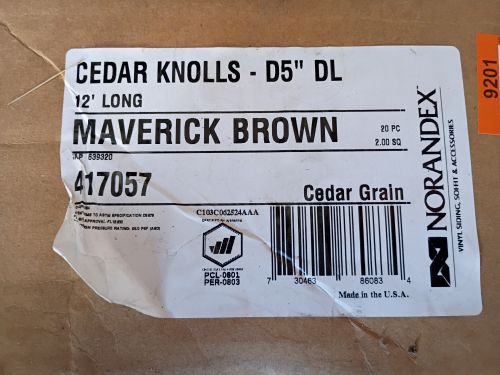 CEDAR KNOLLS - D5" DL
12' LONG
MAVERICK BROWN
20 PC
2.00 SQ
639320
417057
Cedar Grain
C103C062524AAA
PCL-0801
PER-0803
7 30463 86083 4
Made in the U.S.A.
NORANDEX
VINYL SIDING, SOFFIT & ACCESSORIES
9201